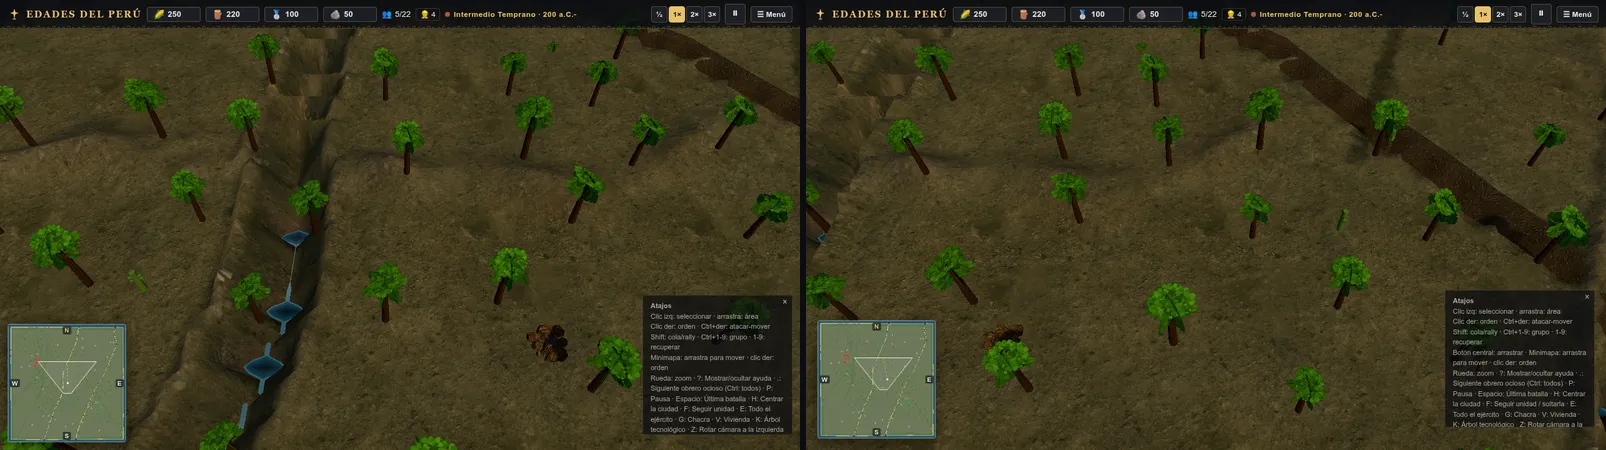 EDADES DEL PERÚ 250 220 100 50 5/22 4 Intermedio Temprano · 200 a.C.- ½ 1× 2× 3× ⏸ ☰ Menú
N
W E
S
Atajos ×
Clic izq: seleccionar · arrastra: área
Clic der: orden · Ctrl+der: atacar-mover
Shift: cola/rally · Ctrl+1-9: grupo · 1-9:
recuperar
Minimapa: arrastra para mover · clic der:
orden
Rueda: zoom · ?: Mostrar/ocultar ayuda · .:
Siguiente obrero ocioso (Ctrl: todos) · P:
Pausa · Espacio: Última batalla · H: Centrar
la ciudad · F: Seguir unidad · E: Todo el
ejército · G: Chacra · V: Vivienda · K: Árbol
tecnológico · Z: Rotar cámara a la izquierda
EDADES DEL PERÚ 250 220 100 50 5/22 4 Intermedio Temprano · 200 a.C.- ½ 1× 2× 3× ⏸ ☰ Menú
N
W E
S
Atajos ×
Clic izq: seleccionar · arrastra: área
Clic der: orden · Ctrl+der: atacar-mover
Shift: cola/rally · Ctrl+1-9: grupo · 1-9:
recuperar
Botón central: arrastrar · Minimapa: arrastra
para mover · clic der: orden
Rueda: zoom · ?: Mostrar/ocultar ayuda · .:
Siguiente obrero ocioso (Ctrl: todos) · P:
Pausa · Espacio: Última batalla · H: Centrar
la ciudad · F: Seguir unidad / soltarla · E:
Todo el ejército · G: Chacra · V: Vivienda ·
K: Árbol tecnológico · Z: Rotar cámara a la